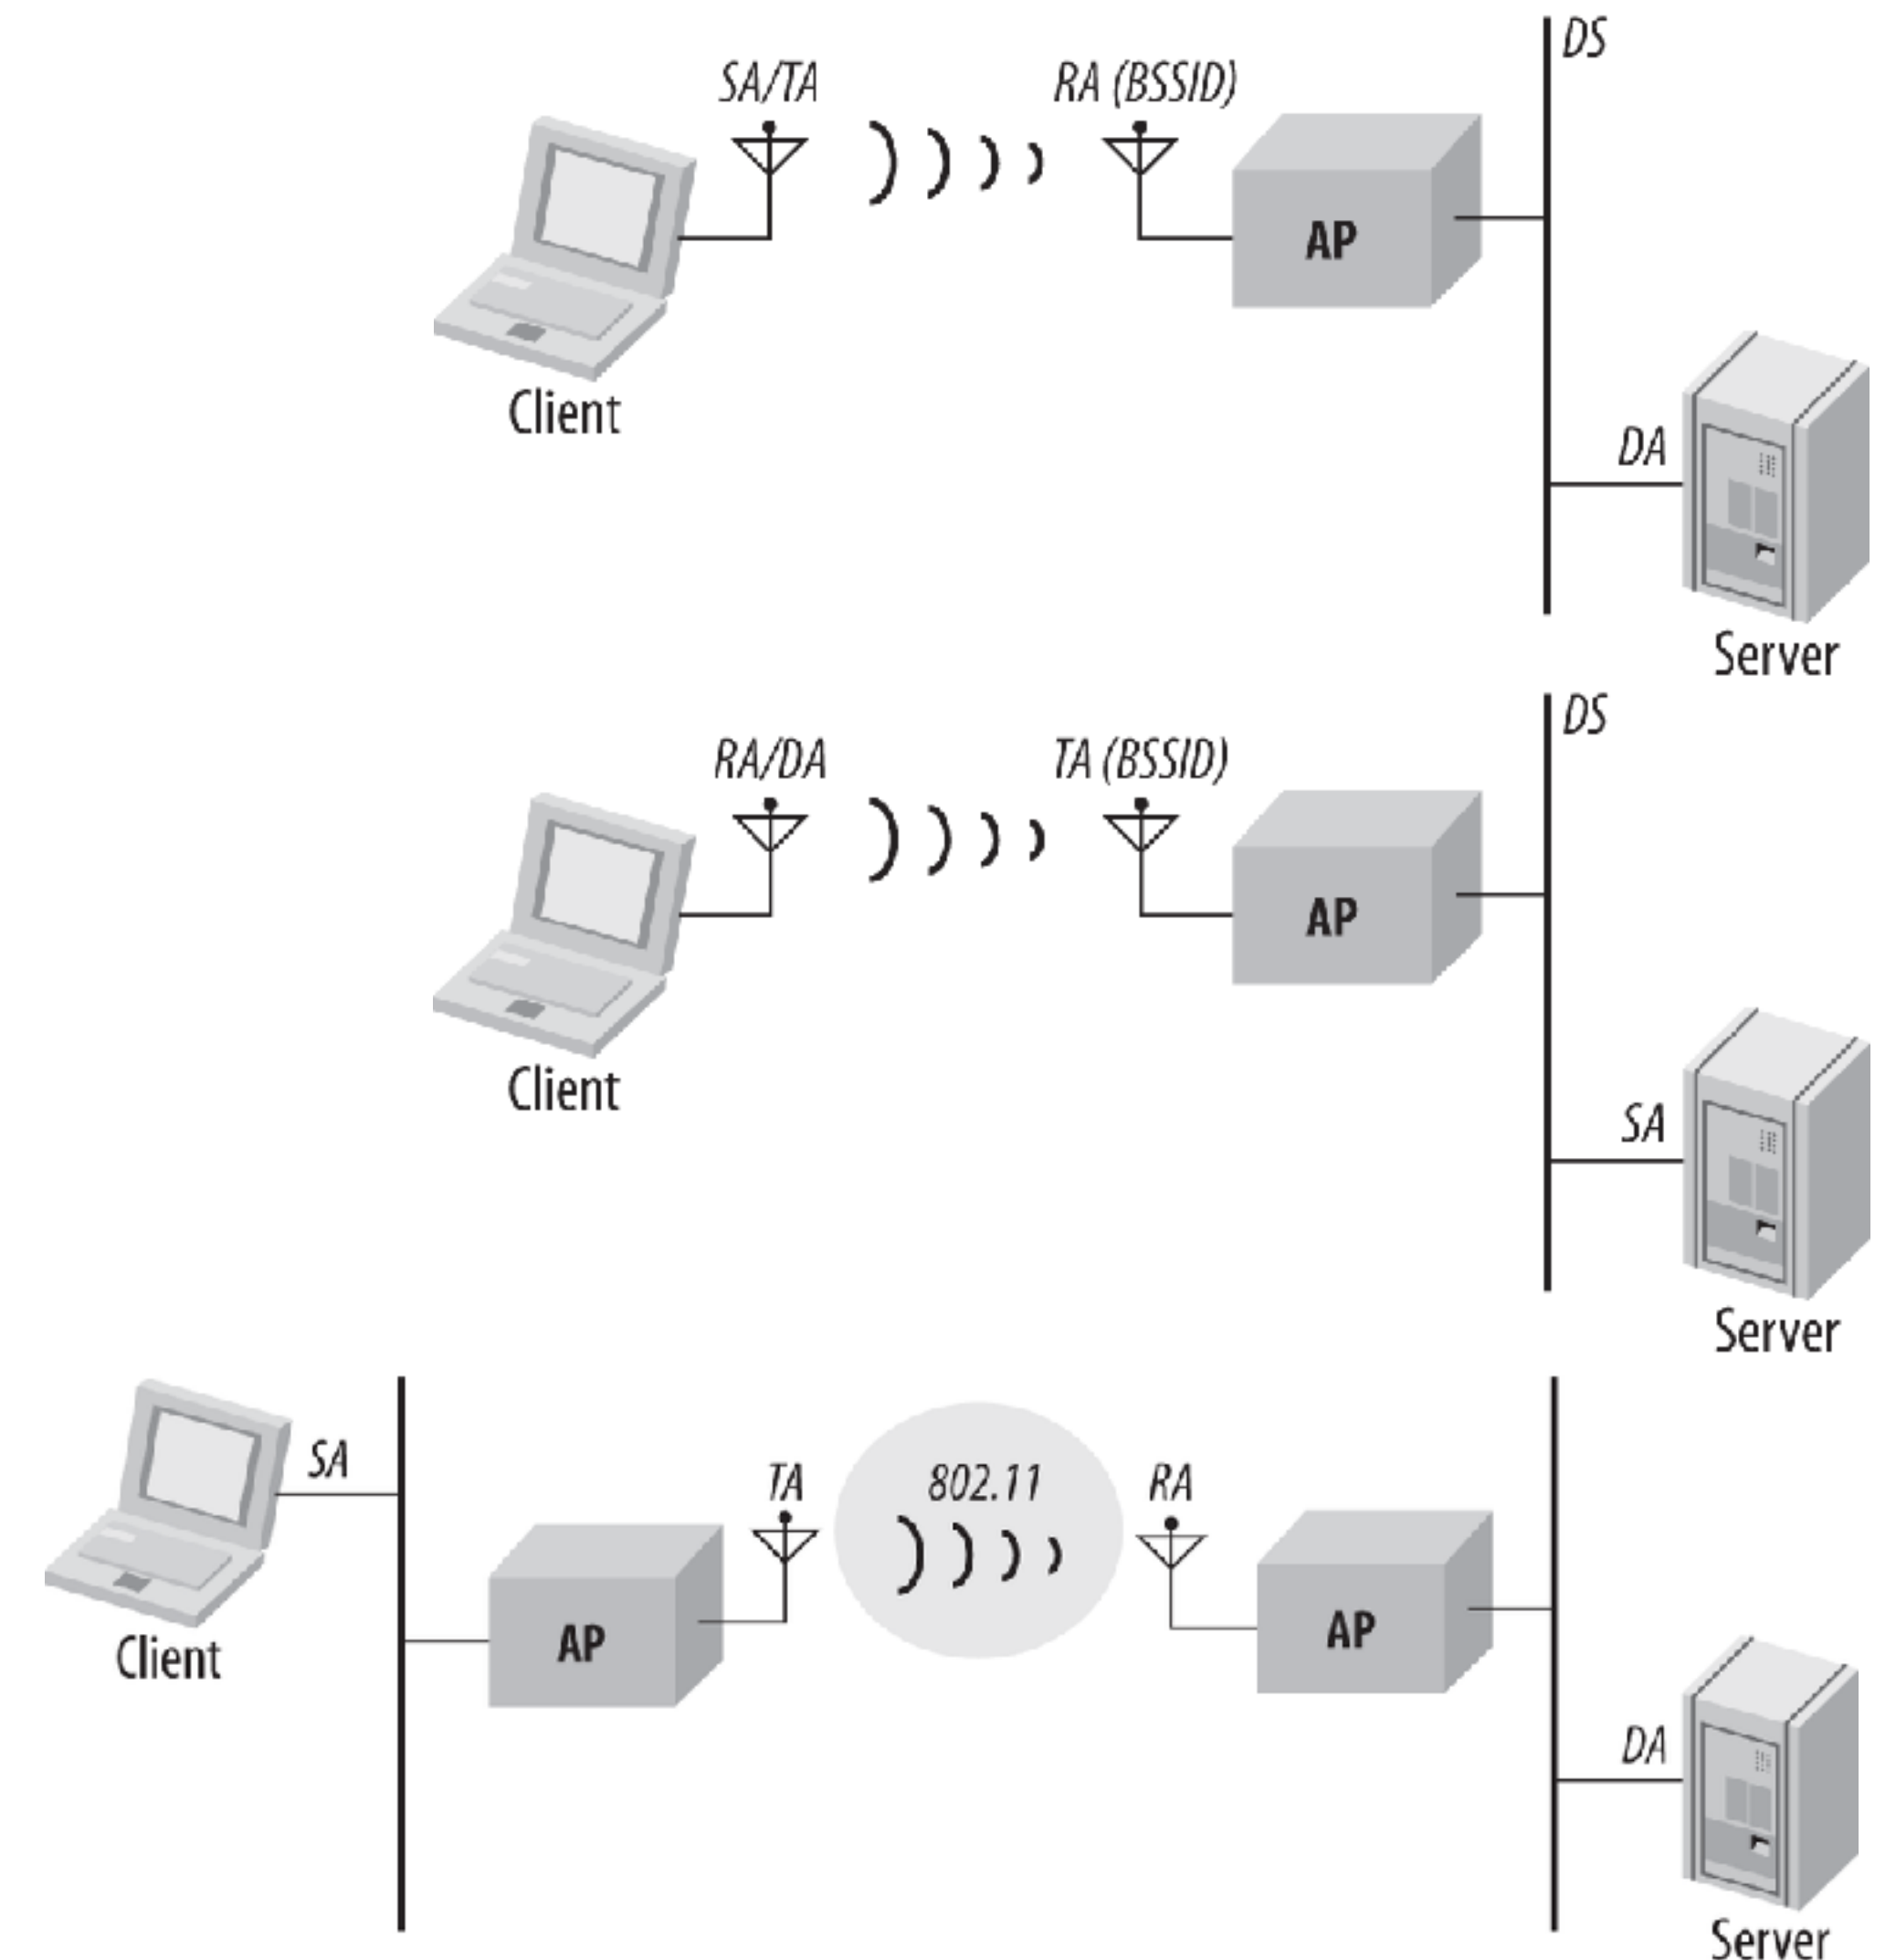 DS
SA/TA
RA (BSSID)
AP
Client
DA
Server
DS
RA/DA
TA (BSSID)
AP
Client
SA
Server
SA
TA
802.11
RA
AP
AP
Client
DA
Server